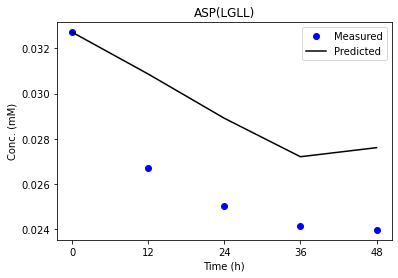 ASP(LGLL)
Measured
Predicted
Conc. (mM)
0.032
0.030
0.028
0.026
0.024
0 12 24 36 48
Time (h)